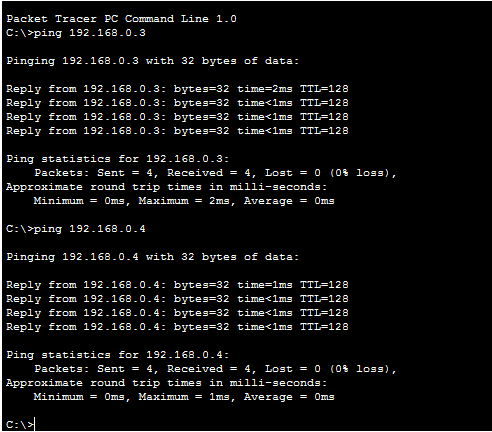 Packet Tracer PC Command Line 1.0
C:\>ping 192.168.0.3
Pinging 192.168.0.3 with 32 bytes of data:
Reply from 192.168.0.3: bytes=32 time=2ms TTL=128
Reply from 192.168.0.3: bytes=32 time<1ms TTL=128
Reply from 192.168.0.3: bytes=32 time<1ms TTL=128
Reply from 192.168.0.3: bytes=32 time<1ms TTL=128
Ping statistics for 192.168.0.3:
Packets: Sent = 4, Received = 4, Lost = 0 (0% loss),
Approximate round trip times in milli-seconds:
Minimum = 0ms, Maximum = 2ms, Average = 0ms
C:\>ping 192.168.0.4
Pinging 192.168.0.4 with 32 bytes of data:
Reply from 192.168.0.4: bytes=32 time=1ms TTL=128
Reply from 192.168.0.4: bytes=32 time<1ms TTL=128
Reply from 192.168.0.4: bytes=32 time<1ms TTL=128
Reply from 192.168.0.4: bytes=32 time<1ms TTL=128
Ping statistics for 192.168.0.4:
Packets: Sent = 4, Received = 4, Lost = 0 (0% loss),
Approximate round trip times in milli-seconds:
Minimum = 0ms, Maximum = 1ms, Average = 0ms
C:\>